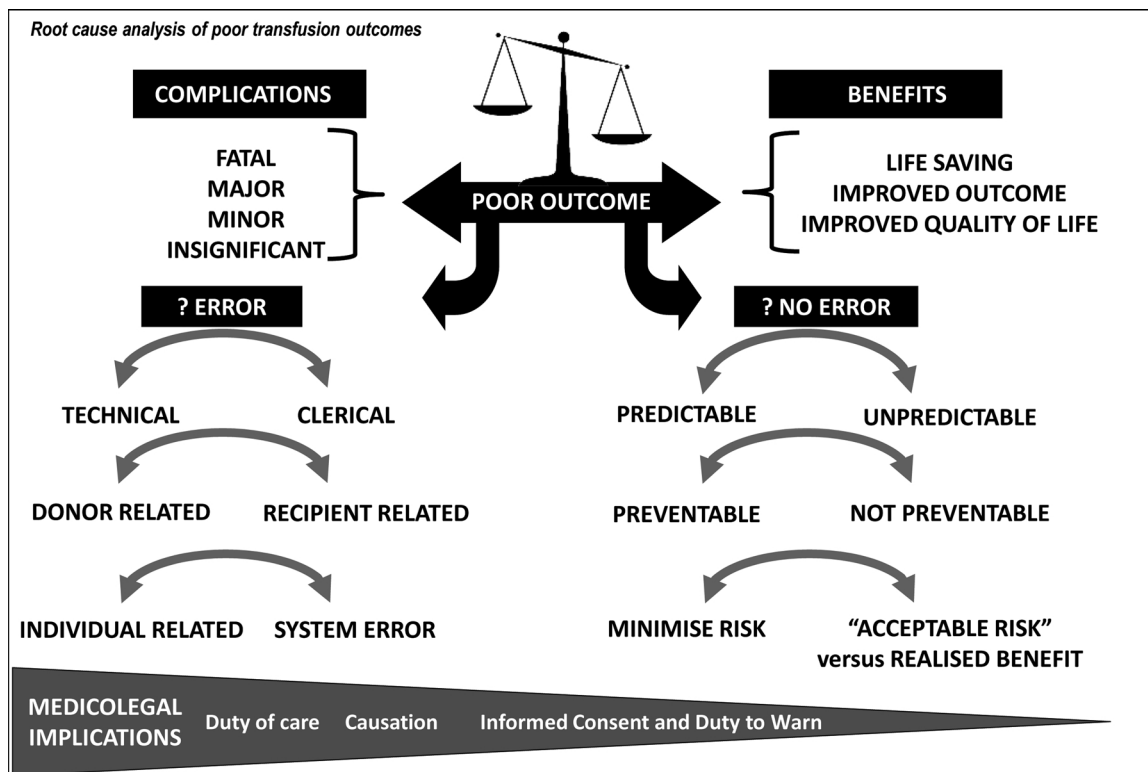 Root cause analysis of poor transfusion outcomes
COMPLICATIONS
BENEFITS
FATAL
MAJOR
MINOR
INSIGNIFICANT
POOR OUTCOME
LIFE SAVING
IMPROVED OUTCOME
IMPROVED QUALITY OF LIFE
? ERROR
? NO ERROR
TECHNICAL
CLERICAL
PREDICTABLE
UNPREDICTABLE
DONOR RELATED
RECIPIENT RELATED
PREVENTABLE
NOT PREVENTABLE
INDIVIDUAL RELATED
SYSTEM ERROR
MINIMISE RISK
“ACCEPTABLE RISK”
versus REALISED BENEFIT
MEDICOLEGAL
IMPLICATIONS
Duty of care
Causation
Informed Consent and Duty to Warn